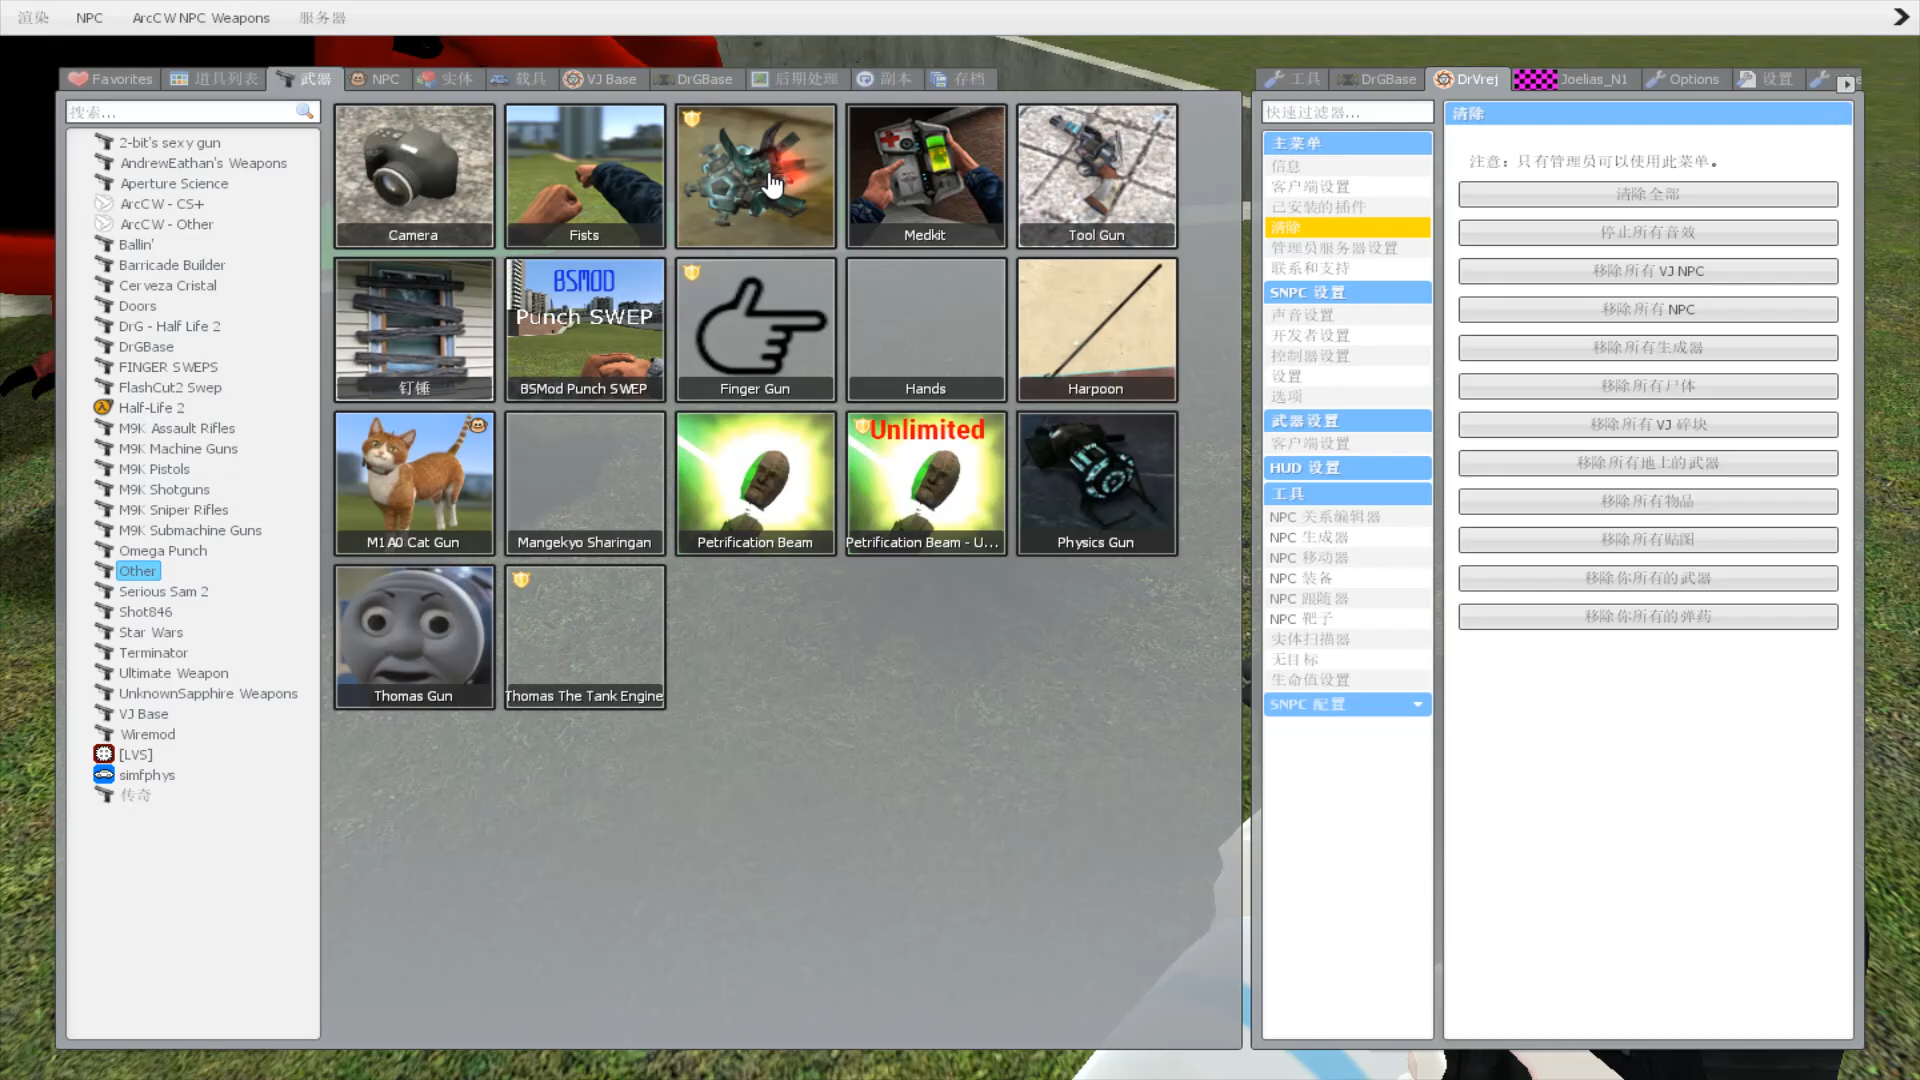 渲染 NPC ArcCW NPC Weapons 服务器
Favorites 道具列表 武器 NPC 实体 载具 VJ Base DrGBase 后期处理 副本 存档
工具 DrGBase DrVrej Joelias_N1 Options 设置
搜索...
2-bit's sexy gun
AndrewEathan's Weapons
Aperture Science
ArcCW - CS+
ArcCW - Other
Ballin'
Barricade Builder
Cerveza Cristal
Doors
DrG - Half Life 2
DrGBase
FINGER SWEPS
FlashCut2 Swep
Half-Life 2
M9K Assault Rifles
M9K Machine Guns
M9K Pistols
M9K Shotguns
M9K Sniper Rifles
M9K Submachine Guns
Omega Punch
Other
Serious Sam 2
Shot846
Star Wars
Terminator
Ultimate Weapon
UnknownSapphire Weapons
VJ Base
Wiremod
[LVS]
simfphys
传奇
Camera
Fists
Medkit
Tool Gun
钉锤
BSMOD
Punch SWEP
BSMod Punch SWEP
Finger Gun
Hands
Harpoon
M1A0 Cat Gun
Mangekyo Sharingan
Petrification Beam
Unlimited
Petrification Beam - U...
Physics Gun
Thomas Gun
Thomas The Tank Engine
快速过滤器...
主菜单
信息
客户端设置
已安装的插件
清除
管理员服务器设置
联系和支持
SNPC 设置
声音设置
开发者设置
控制器设置
设置
选项
武器设置
客户端设置
HUD 设置
工具
NPC 关系编辑器
NPC 生成器
NPC 移动器
NPC 装备
NPC 跟随器
NPC 靶子
实体扫描器
无目标
生命值设置
SNPC 配置
清除
注意：只有管理员可以使用此菜单。
清除全部
停止所有音效
移除所有 VJ NPC
移除所有 NPC
移除所有生成器
移除所有尸体
移除所有 VJ 碎块
移除所有地上的武器
移除所有物品
移除所有贴图
移除你所有的武器
移除你所有的弹药